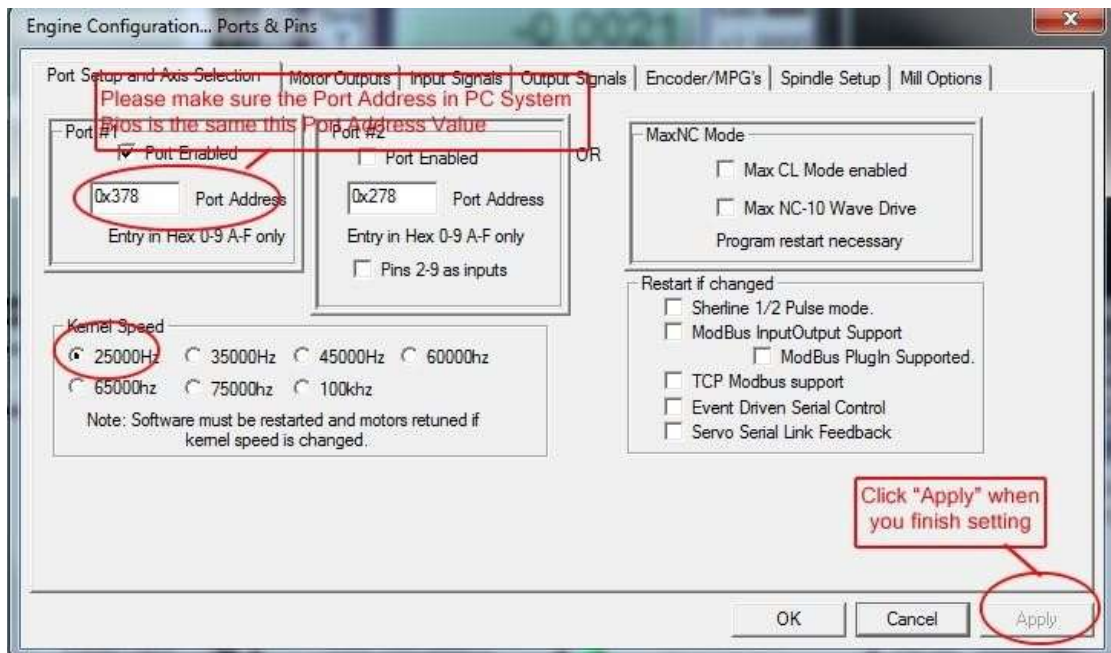 Engine Configuration... Ports & Pins
-0.0021
Port Setup and Axis Selection
Motor Outputs
Input Signals
Output Signals
Encoder/MPG's
Spindle Setup
Mill Options
Please make sure the Port Address in PC System
Bios is the same this Port Address Value
Port #1
Port Enabled
0x378 Port Address
Entry in Hex 0-9 A-F only
Port #2
Port Enabled
0x278 Port Address
Entry in Hex 0-9 A-F only
Pins 2-9 as inputs
OR
MaxNC Mode
Max CL Mode enabled
Max NC-10 Wave Drive
Program restart necessary
Restart if changed
Sherline 1/2 Pulse mode.
ModBus InputOutput Support
ModBus PlugIn Supported.
TCP Modbus support
Event Driven Serial Control
Servo Serial Link Feedback
Kernel Speed
25000Hz 35000Hz 45000Hz 60000hz
65000hz 75000hz 100khz
Note: Software must be restarted and motors retuned if
kernel speed is changed.
Click “Apply” when
you finish setting
OK Cancel Apply